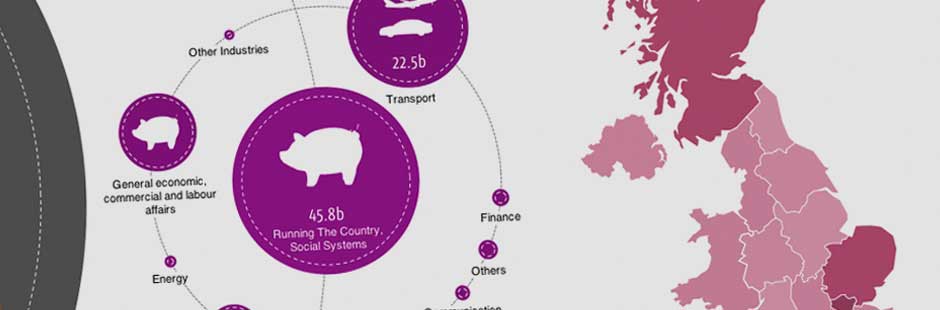 Other Industries
22.5b
Transport
General economic,
commercial and labour
affairs
45.8b
Running The Country,
Social Systems
Finance
Others
Energy